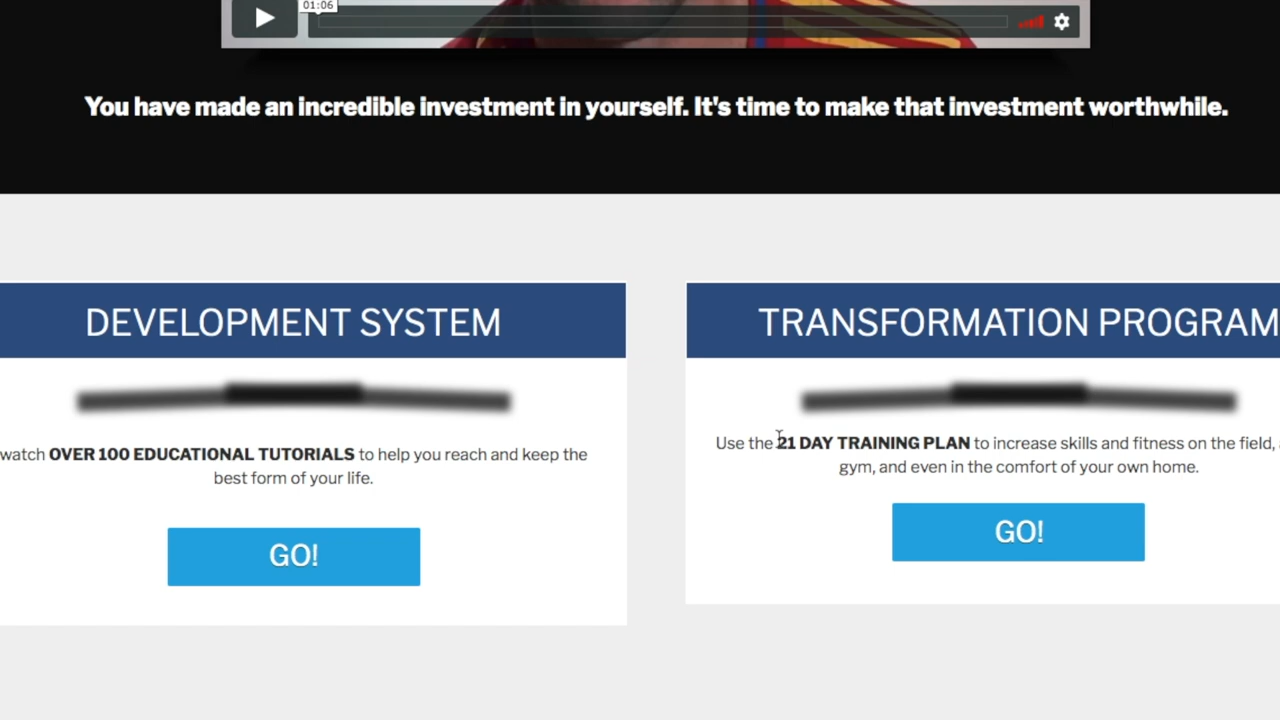 01:06
You have made an incredible investment in yourself. It's time to make that investment worthwhile.
DEVELOPMENT SYSTEM
watch OVER 100 EDUCATIONAL TUTORIALS to help you reach and keep the
best form of your life.
GO!
TRANSFORMATION PROGRAM
Use the 21 DAY TRAINING PLAN to increase skills and fitness on the field,
gym, and even in the comfort of your own home.
GO!